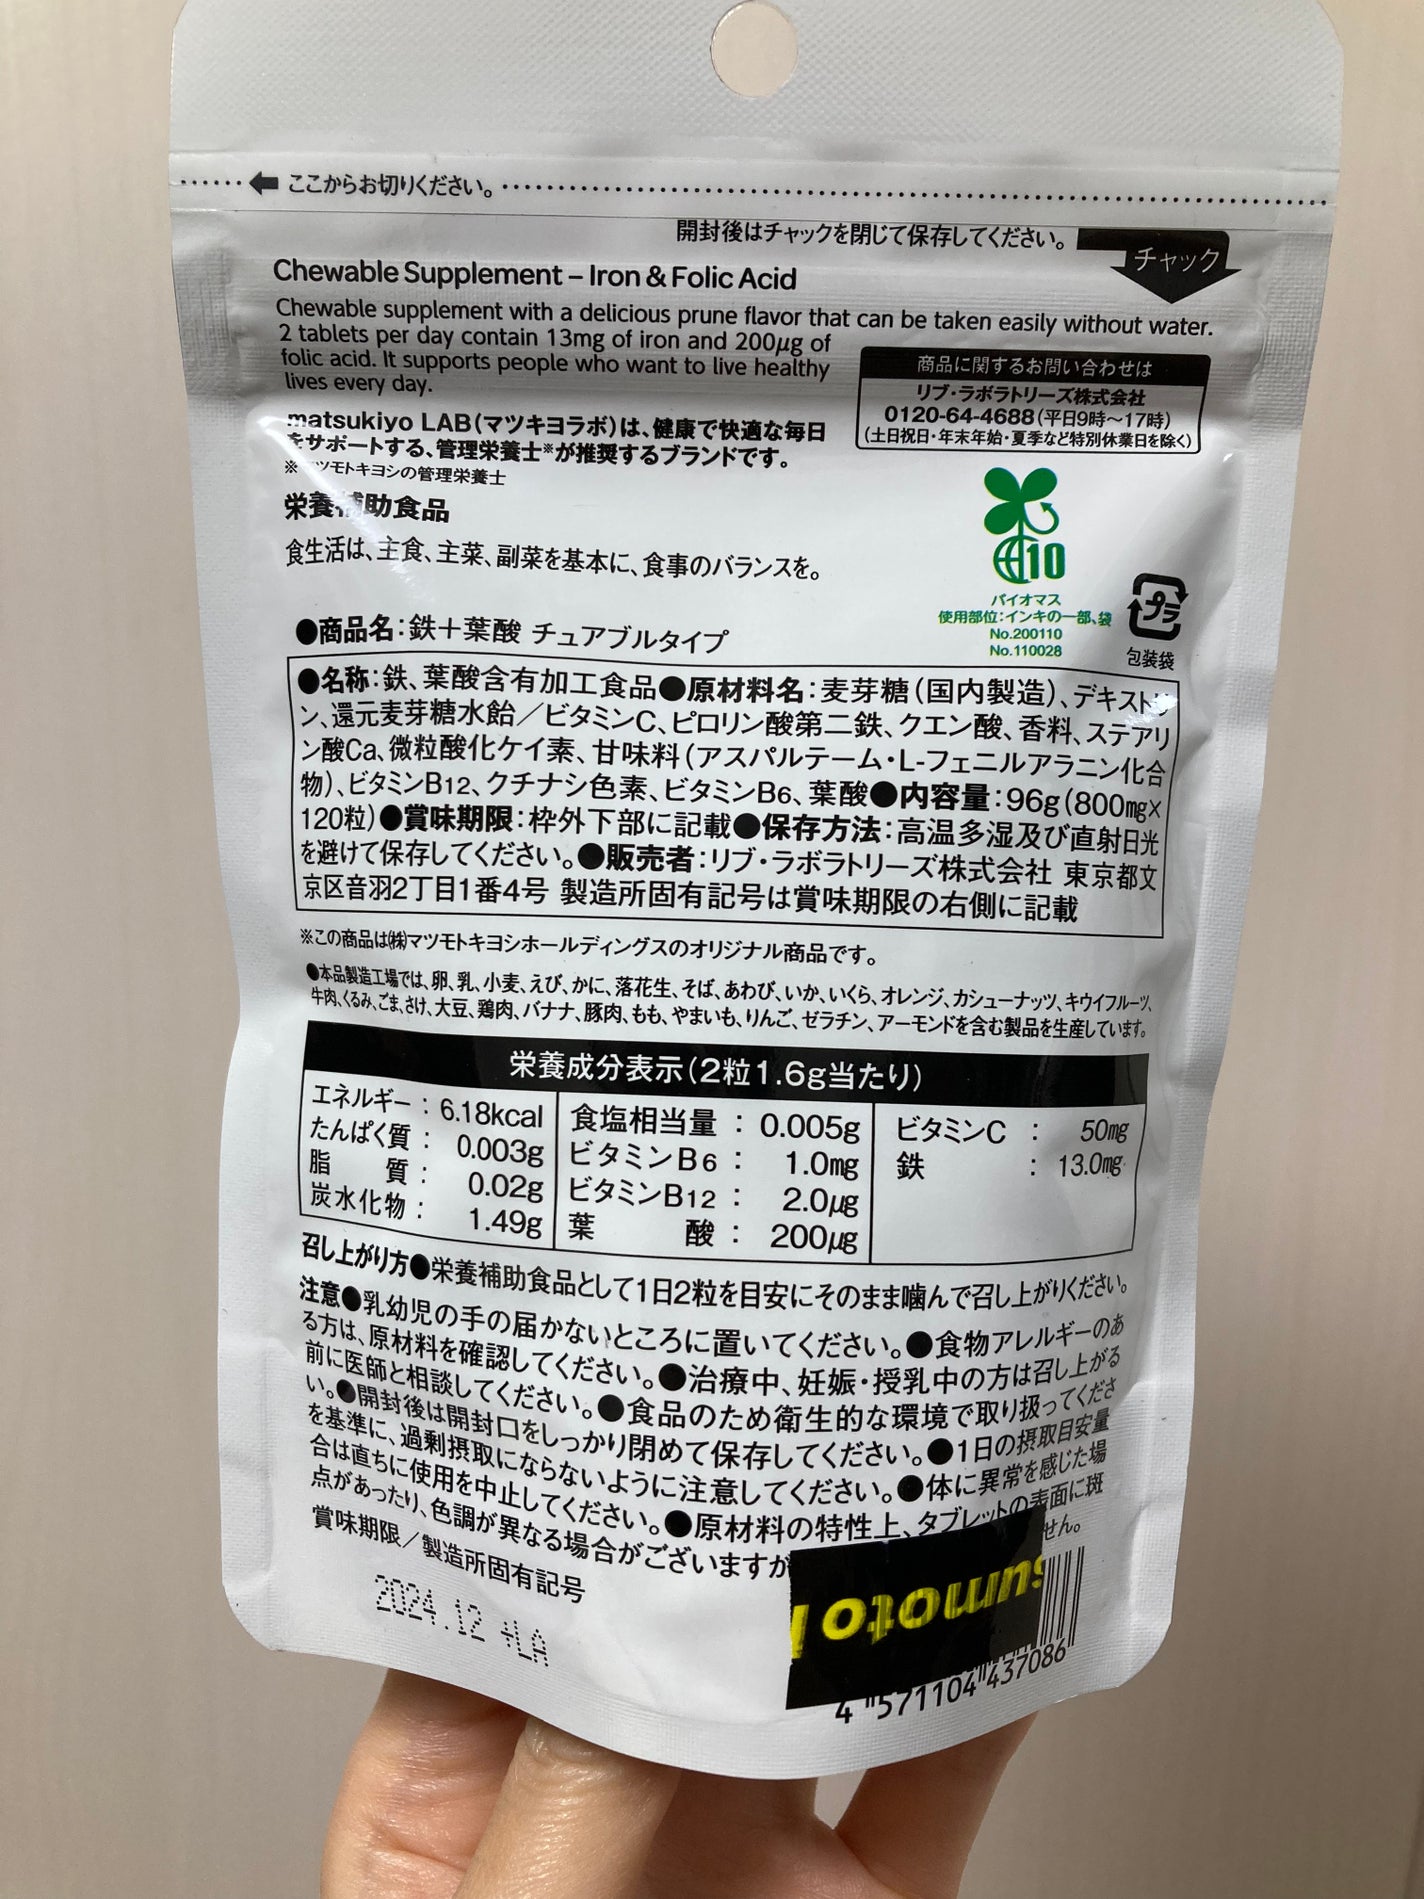 ここからお切りください。
開封後はチャックを閉じて保存してください。
チャック
Chewable Supplement – Iron & Folic Acid
Chewable supplement with a delicious prune flavor that can be taken easily without water.
2 tablets per day contain 13mg of iron and 200μg of
folic acid. It supports people who want to live healthy
lives every day.
商品に関するお問い合わせは
リブ・ラボラトリーズ株式会社
0120-64-4688(平日9時〜17時)
(土日祝日・年末年始・夏季など特別休業日を除く)
matsukiyo LAB(マツキヨラボ)は、健康で快適な毎日
をサポートする、管理栄養士※が推奨するブランドです。
※マツモトキヨシの管理栄養士
栄養補助食品
食生活は、主食、主菜、副菜を基本に、食事のバランスを。
10
バイオマス
使用部位:インキの一部、袋
No.200110
No.110028
プラ
包装袋
●商品名:鉄+葉酸 チュアブルタイプ
●名称:鉄、葉酸含有加工食品●原材料名:麦芽糖(国内製造)、デキストリ
ン、還元麦芽糖水飴/ビタミンC、ピロリン酸第二鉄、クエン酸、香料、ステアリ
ン酸Ca、微粒酸化ケイ素、甘味料(アスパルテーム・L-フェニルアラニン化合
物)、ビタミンB12、クチナシ色素、ビタミンB6、葉酸●内容量:96g(800mg×
120粒)●賞味期限:枠外下部に記載●保存方法:高温多湿及び直射日光
を避けて保存してください。●販売者:リブ・ラボラトリーズ株式会社 東京都文
京区音羽2丁目1番4号 製造所固有記号は賞味期限の右側に記載
※この商品は㈱マツモトキヨシホールディングスのオリジナル商品です。
●本品製造工場では、卵、乳、小麦、えび、かに、落花生、そば、あわび、いか、いくら、オレンジ、カシューナッツ、キウイフルーツ、
牛肉、くるみ、ごま、さけ、大豆、鶏肉、バナナ、豚肉、もも、やまいも、りんご、ゼラチン、アーモンドを含む製品を生産しています。
栄養成分表示(2粒1.6g当たり)
エネルギー:6.18kcal
たんぱく質:0.003g
脂質:0.02g
炭水化物:1.49g
食塩相当量:0.005g
ビタミンB6:1.0mg
ビタミンB12:2.0μg
葉酸:200μg
ビタミンC:50mg
鉄:13.0mg
召し上がり方●栄養補助食品として1日2粒を目安にそのまま噛んで召し上がりください。
注意●乳幼児の手の届かないところに置いてください。●食物アレルギーのあ
る方は、原材料を確認してください。●治療中、妊娠・授乳中の方は召し上がる
前に医師と相談してください。●食品のため衛生的な環境で取り扱ってくださ
い。●開封後は開封口をしっかり閉めて保存してください。●1日の摂取目安量
を基準に、過剰摂取にならないように注意してください。●体に異常を感じた場
合は直ちに使用を中止してください。●原材料の特性上、タブレットの表面に斑
点があったり、色調が異なる場合がございますが
せん。
賞味期限/製造所固有記号
2024.12 +LA
sumoto
4 571104 437086